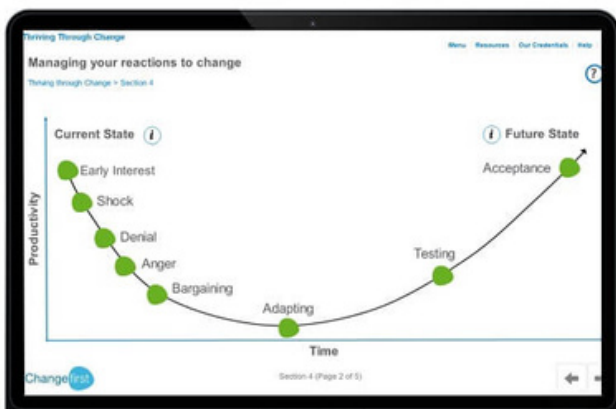 Thriving Through Change
Menu Resources Our Credentials Help
Managing your reactions to change
?
Thriving through Change > Section 4
Current State i
i Future State
Early Interest
Acceptance
Shock
Denial
Testing
Anger
Bargaining
Adapting
Productivity
Time
Changefirst
Section 4 (Page 2 of 5)